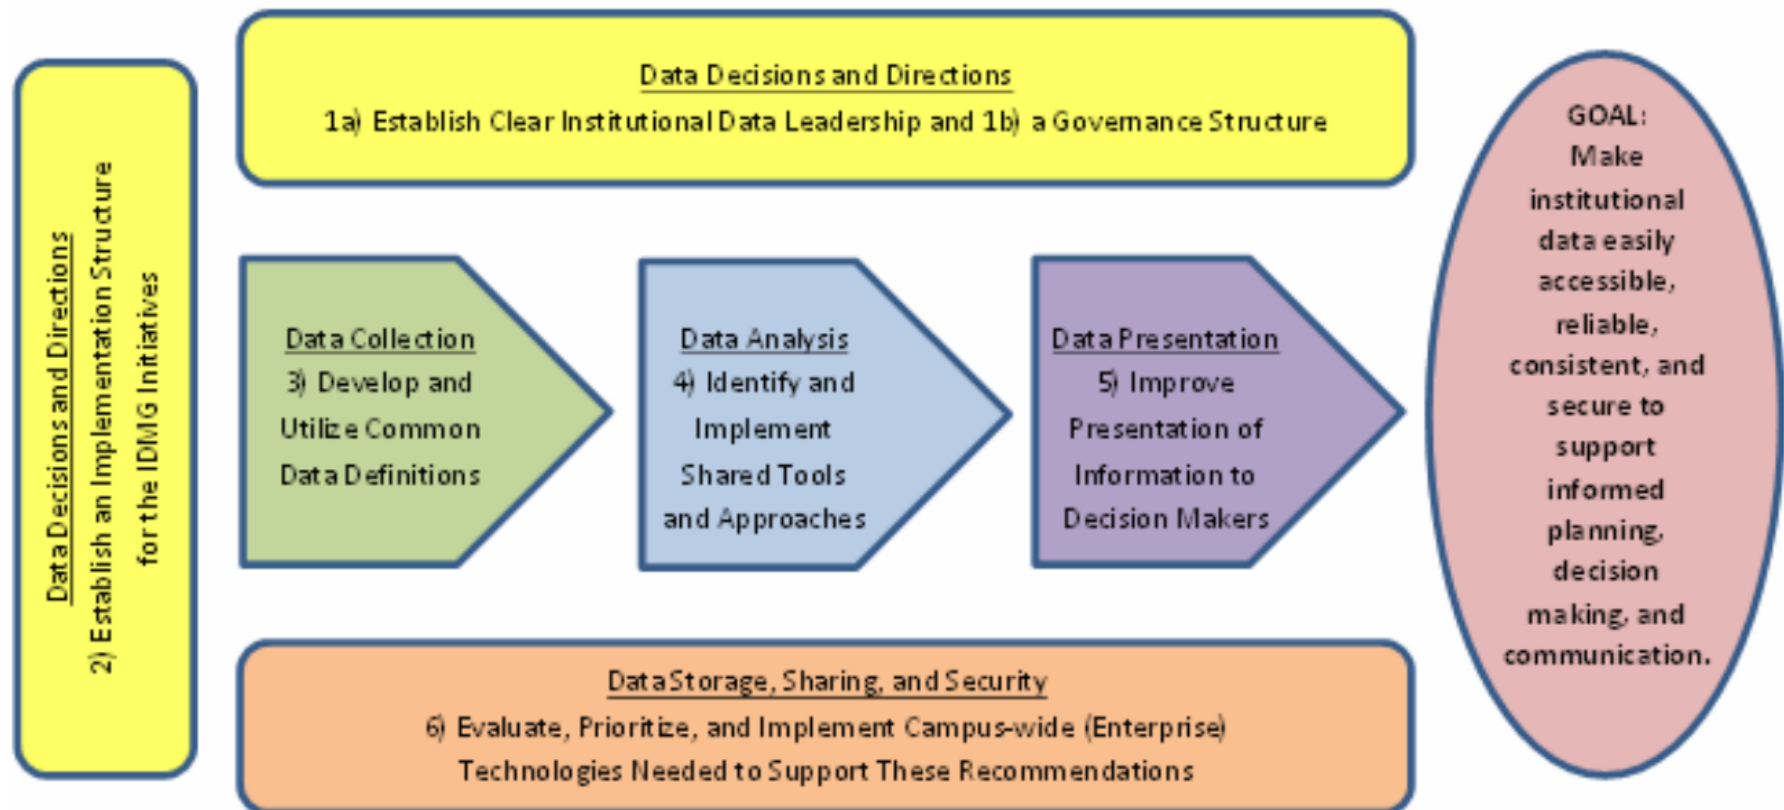 Data Decisions and Directions
1a) Establish Clear Institutional Data Leadership and 1b) a Governance Structure
Data Decisions and Directions
2) Establish an Implementation Structure
for the IDMG Initiatives
Data Collection
3) Develop and
Utilize Common
Data Definitions
Data Analysis
4) Identify and
Implement
Shared Tools
and Approaches
Data Presentation
5) Improve
Presentation of
Information to
Decision Makers
Data Storage, Sharing, and Security
6) Evaluate, Prioritize, and Implement Campus-wide (Enterprise)
Technologies Needed to Support These Recommendations
GOAL:
Make
institutional
data easily
accessible,
reliable,
consistent, and
secure to
support
informed
planning,
decision
making, and
communication.